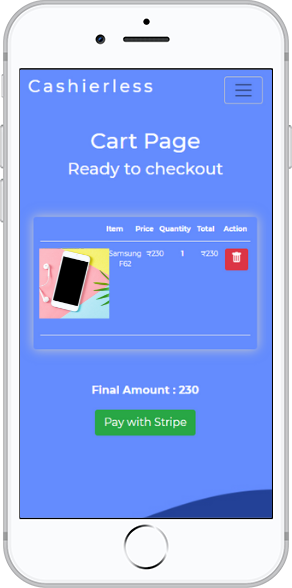 Cashierless
Cart Page
Ready to checkout
Item Price Quantity Total Action
Samsung ₹230 1 ₹230
F62
Final Amount : 230
Pay with Stripe